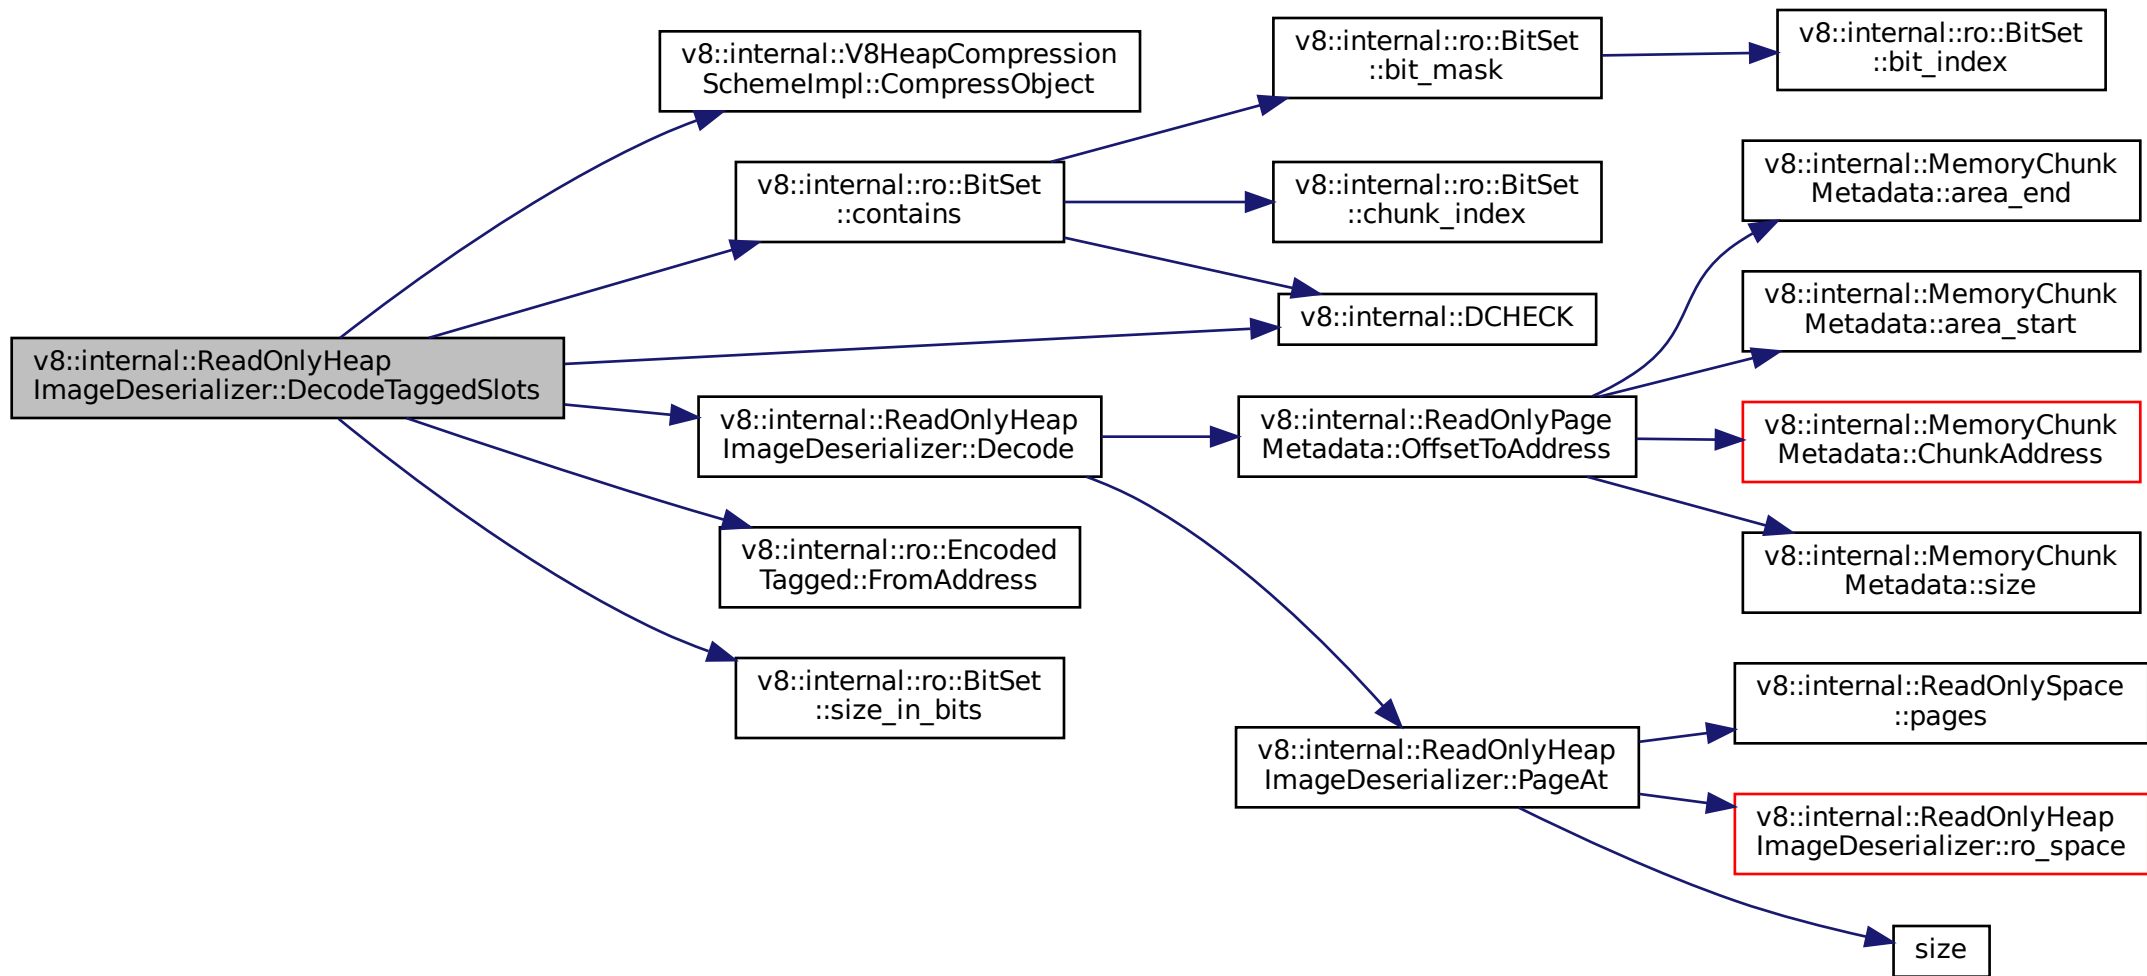 v8::internal::ReadOnlyHeap
ImageDeserializer::DecodeTaggedSlots
v8::internal::V8HeapCompression
SchemeImpl::CompressObject
v8::internal::ro::BitSet
::contains
v8::internal::DCHECK
v8::internal::ReadOnlyHeap
ImageDeserializer::Decode
v8::internal::ro::Encoded
Tagged::FromAddress
v8::internal::ro::BitSet
::size_in_bits
v8::internal::ro::BitSet
::bit_mask
v8::internal::ro::BitSet
::chunk_index
v8::internal::ro::BitSet
::bit_index
v8::internal::ReadOnlyPage
Metadata::OffsetToAddress
v8::internal::ReadOnlyHeap
ImageDeserializer::PageAt
v8::internal::MemoryChunk
Metadata::area_end
v8::internal::MemoryChunk
Metadata::area_start
v8::internal::MemoryChunk
Metadata::ChunkAddress
v8::internal::MemoryChunk
Metadata::size
v8::internal::ReadOnlySpace
::pages
v8::internal::ReadOnlyHeap
ImageDeserializer::ro_space
size